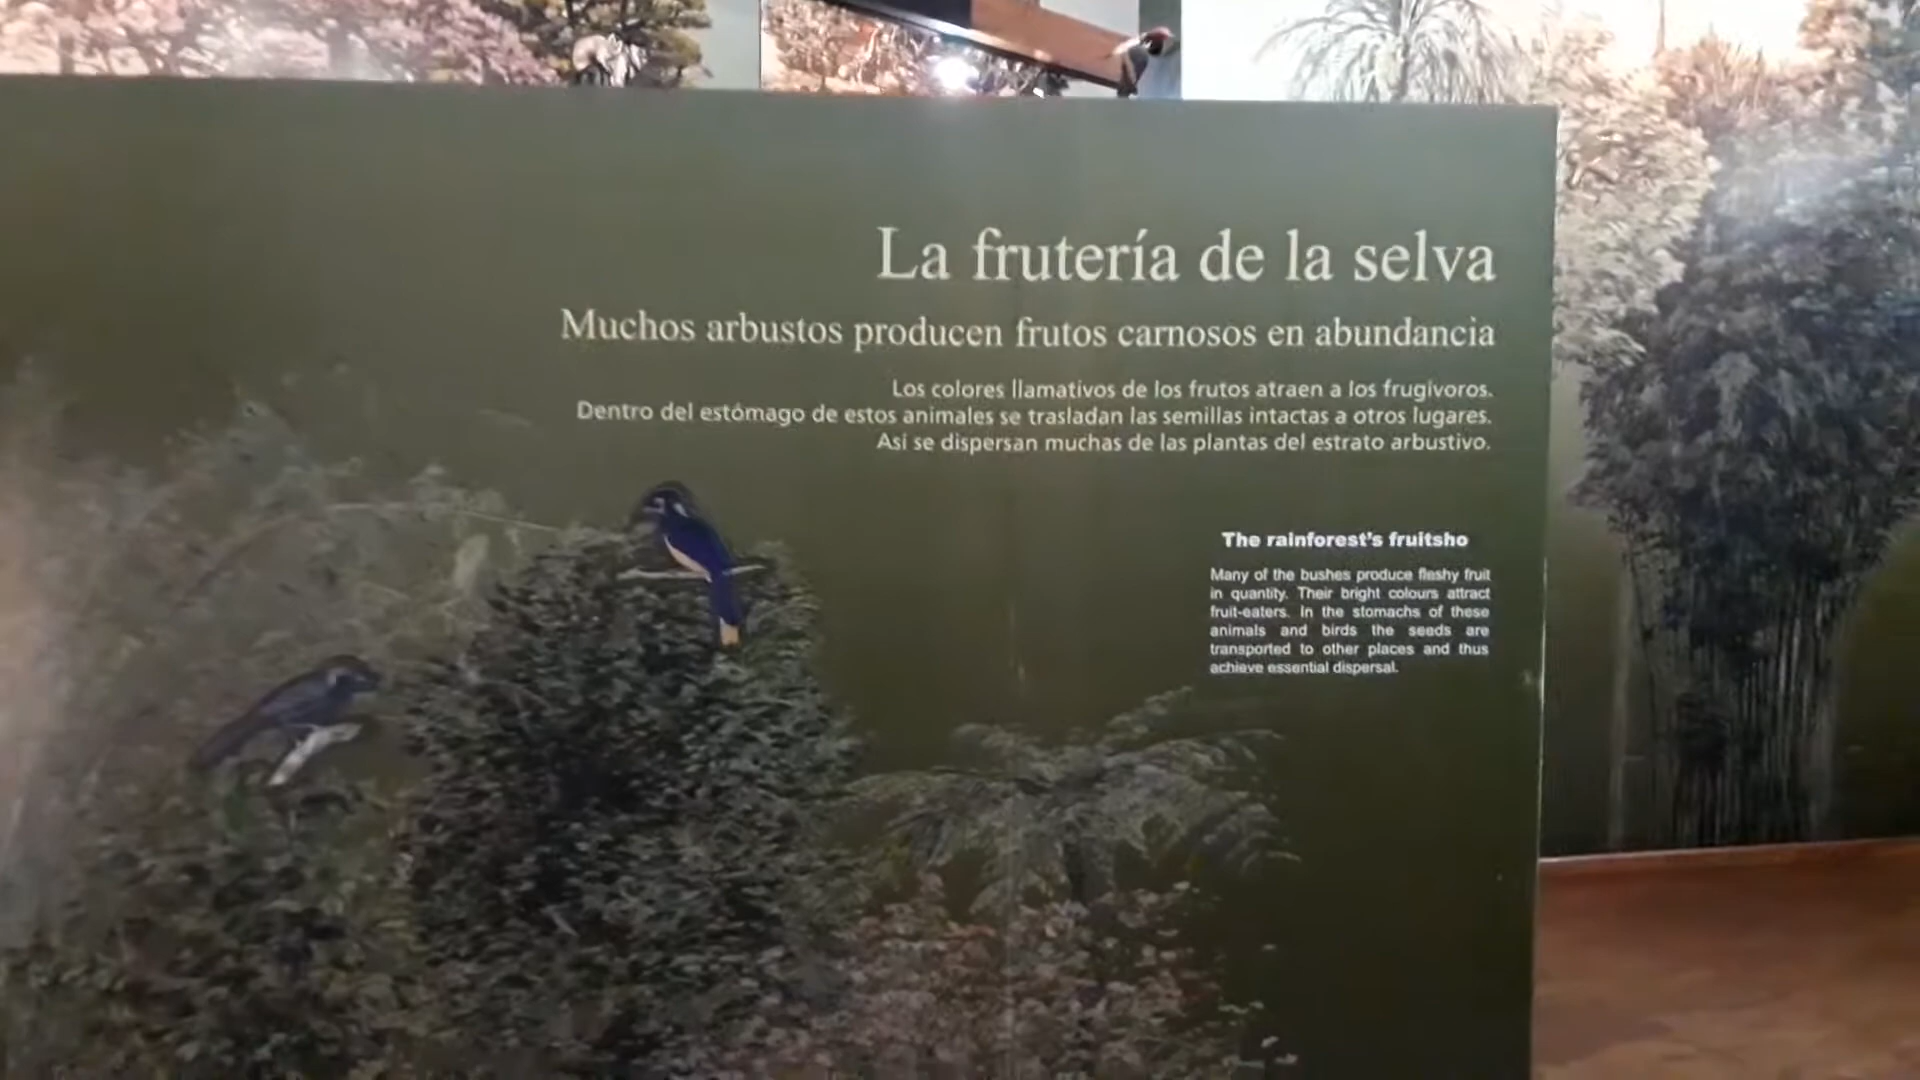 La frutería de la selva
Muchos arbustos producen frutos carnosos en abundancia
Los colores llamativos de los frutos atraen a los frugívoros.
Dentro del estómago de estos animales se trasladan las semillas intactas a otros lugares.
Así se dispersan muchas de las plantas del estrato arbustivo.
The rainforest's fruitsho
Many of the bushes produce fleshy fruit
in quantity. Their bright colours attract
fruit-eaters. In the stomachs of these
animals and birds the seeds are
transported to other places and thus
achieve essential dispersal.